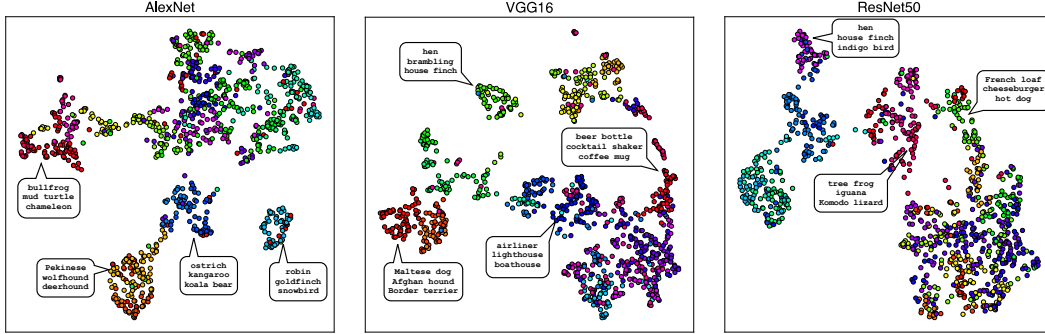 AlexNet
bullfrog
mud turtle
chameleon
Pekinese
wolfhound
deerhound
ostrich
kangaroo
koala bear
robin
goldfinch
snowbird
VGG16
hen
brambling
house finch
beer bottle
cocktail shaker
coffee mug
airliner
lighthouse
boathouse
Maltese dog
Afghan hound
Border terrier
ResNet50
hen
house finch
indigo bird
French loaf
cheeseburger
hot dog
tree frog
iguana
Komodo lizard